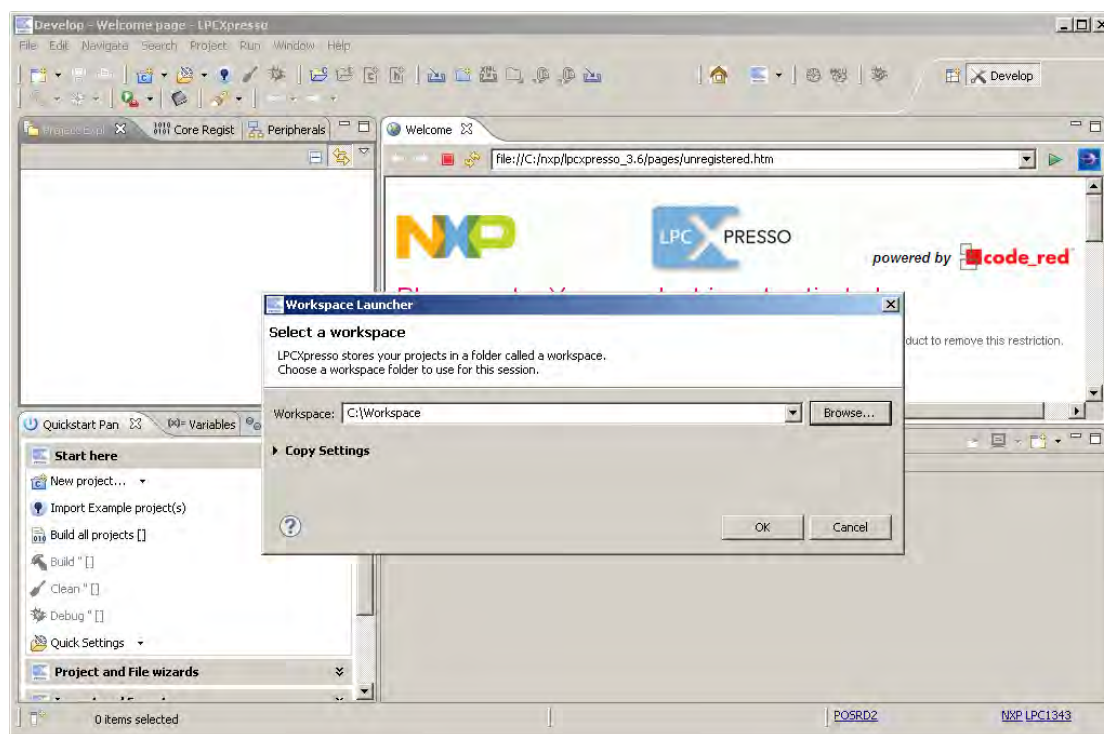 Develop - Welcome page - LPCXpresso
File Edit Navigate Search Project Run Window Help
Develop
Project Expl Core Regist Peripherals
Welcome
file://C:/nxp/lpcxpresso_3.6/pages/unregistered.htm
NXP
LPC XPRESSO
powered by code_red
duct to remove this restriction.
Workspace Launcher
Select a workspace
LPCXpresso stores your projects in a folder called a workspace.
Choose a workspace folder to use for this session.
Workspace: C:\Workspace
Browse...
Copy Settings
OK Cancel
Quickstart Pan (x)= Variables
Start here
New project...
Import Example project(s)
Build all projects []
Build '' []
Clean '' []
Debug '' []
Quick Settings
Project and File wizards
0 items selected
POSRD2
NXP LPC1343